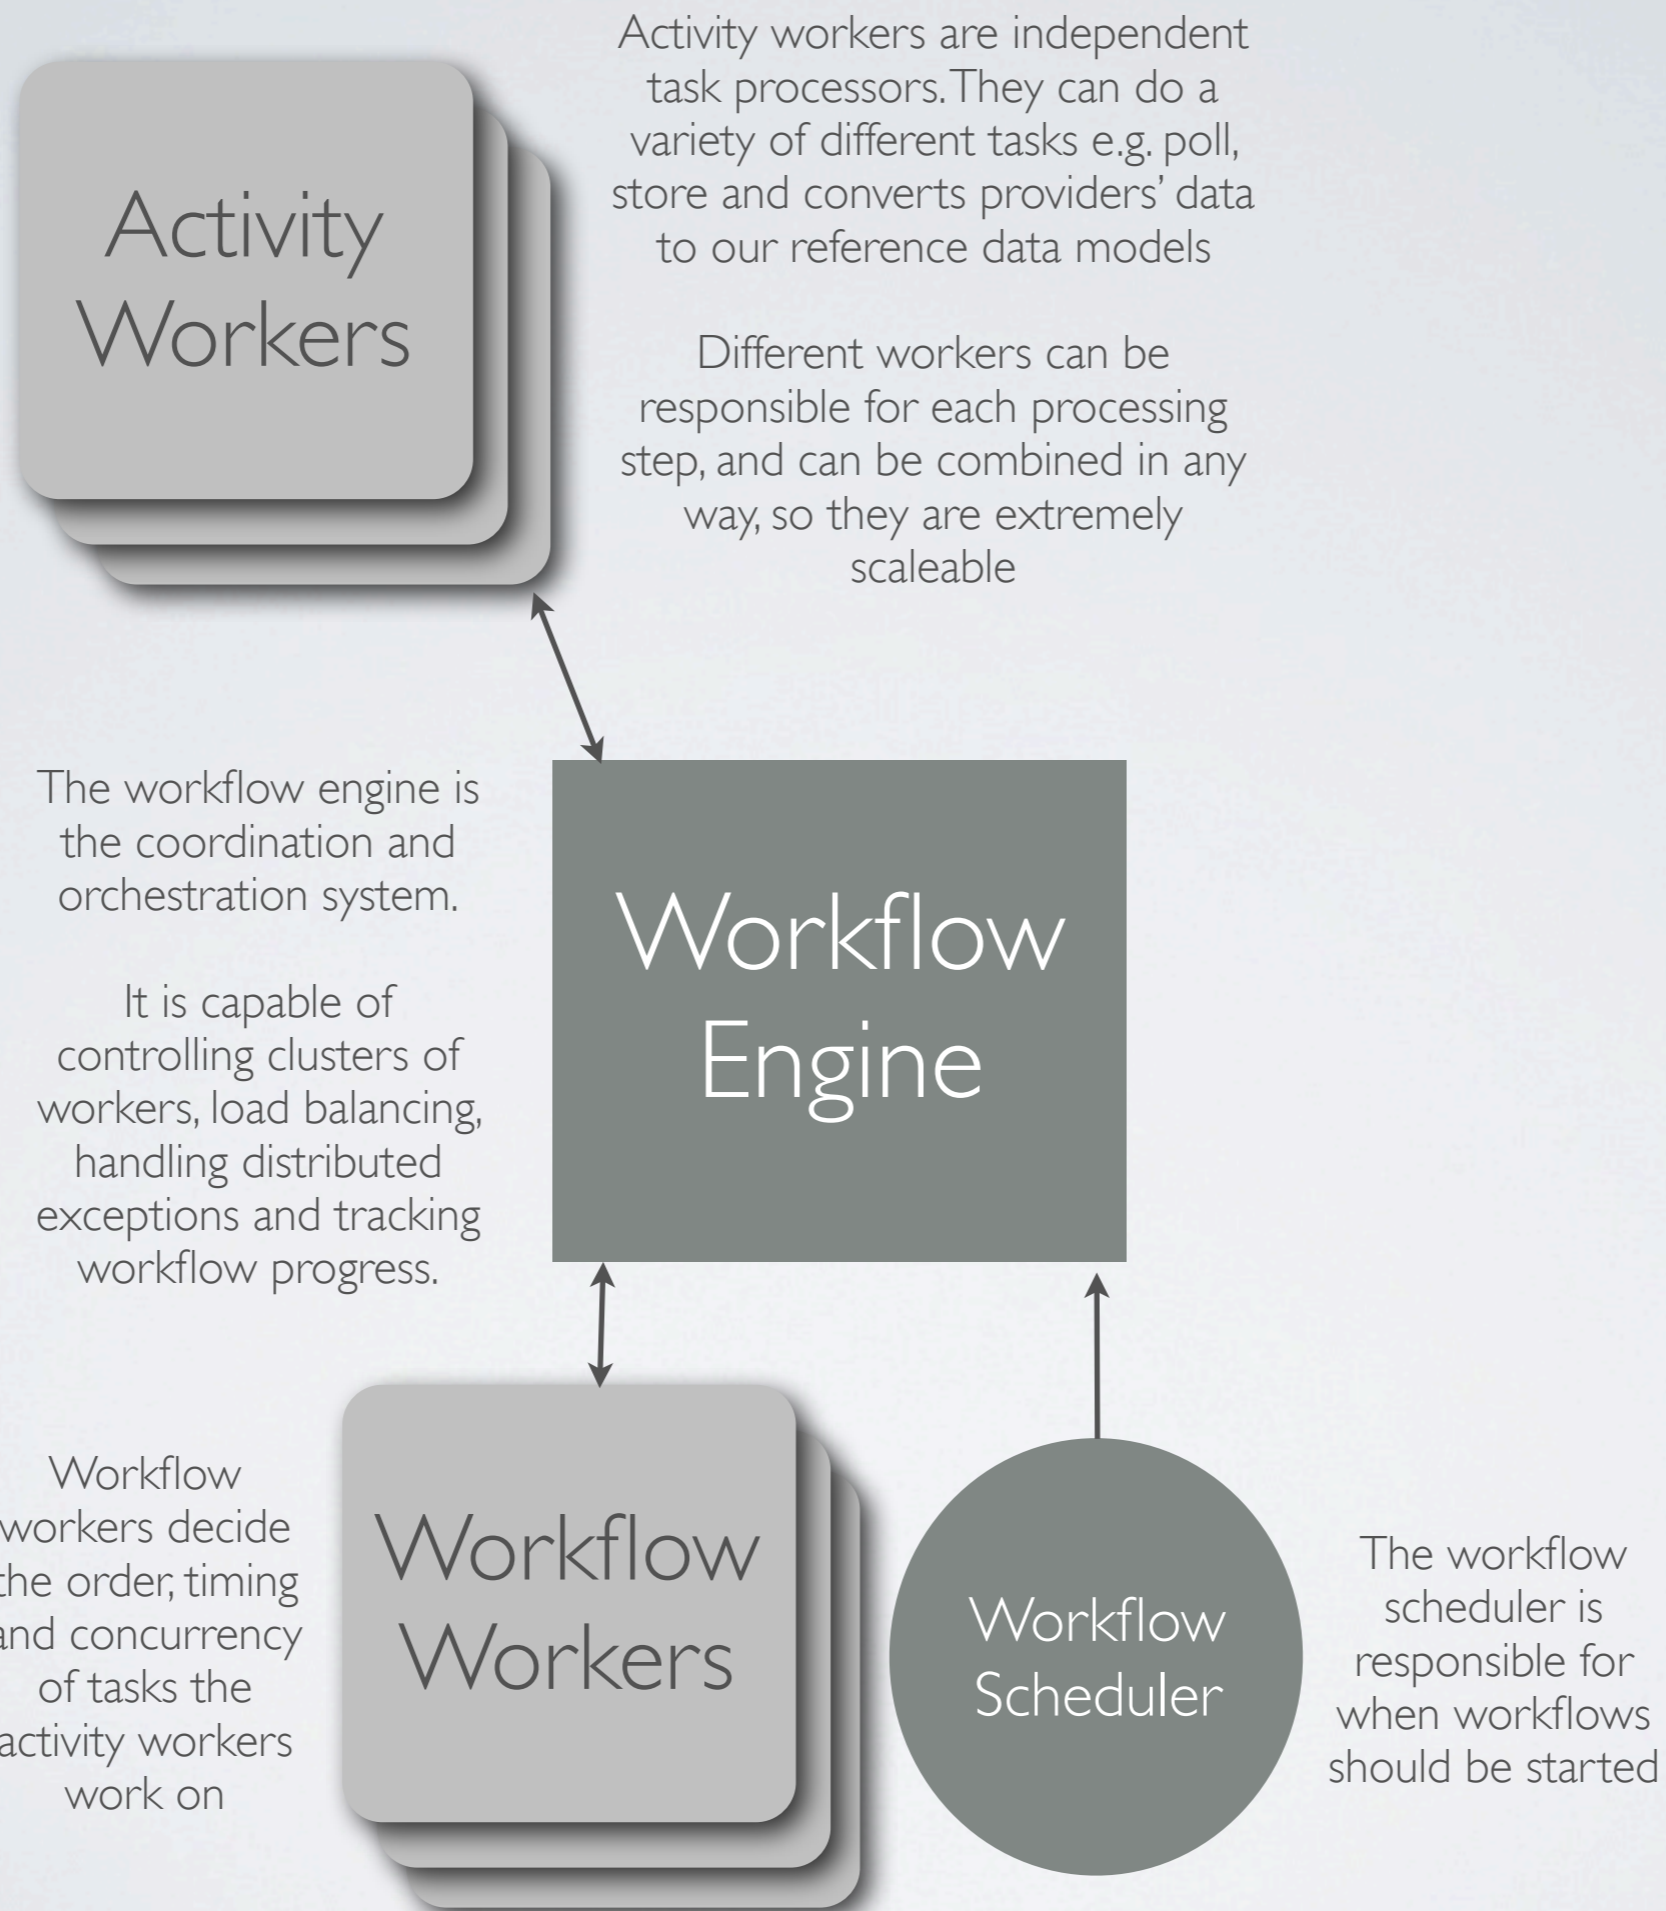 Activity
Workers
Activity workers are independent
task processors. They can do a
variety of different tasks e.g. poll,
store and converts providers’ data
to our reference data models
Different workers can be
responsible for each processing
step, and can be combined in any
way, so they are extremely
scaleable
The workflow engine is
the coordination and
orchestration system.
It is capable of
controlling clusters of
workers, load balancing,
handling distributed
exceptions and tracking
workflow progress.
Workflow
Engine
Workflow
workers decide
the order, timing
and concurrency
of tasks the
activity workers
work on
Workflow
Workers
Workflow
Scheduler
The workflow
scheduler is
responsible for
when workflows
should be started